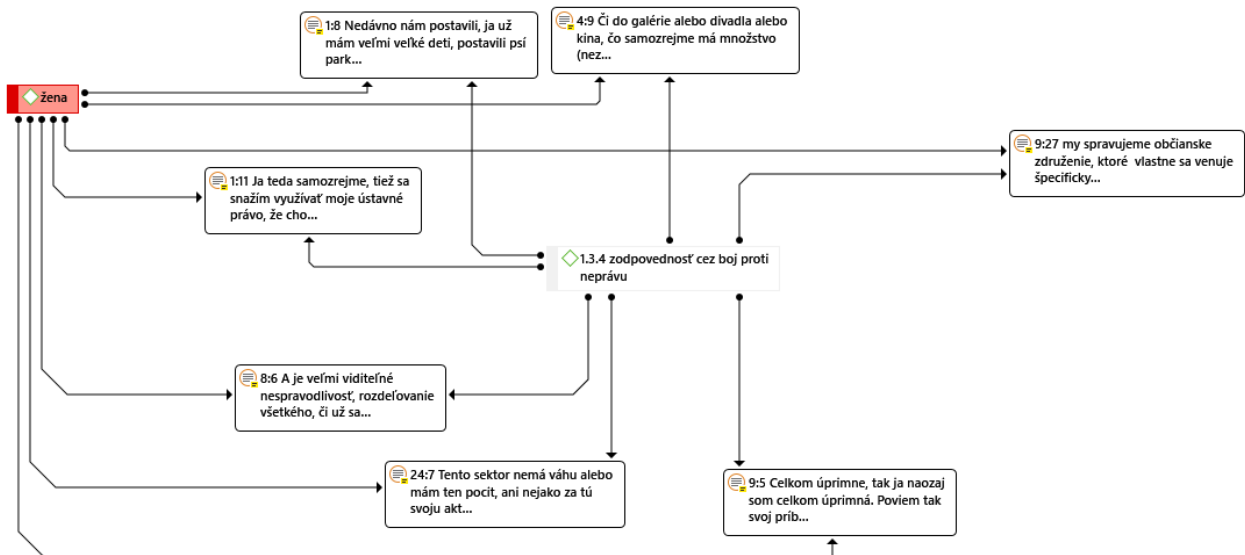 1:8 Nedávno nám postavili, ja už
mám veľmi veľké deti, postavili psí
park...
4:9 Či do galérie alebo divadla alebo
kina, čo samozrejme má množstvo
(nez...
žena
9:27 my spravujeme občianske
združenie, ktoré  vlastne sa venuje
špecificky...
1:11 Ja teda samozrejme, tiež sa
snažím využívať moje ústavné
právo, že cho...
1.3.4 zodpovednosť cez boj proti
neprávu
8:6 A je veľmi viditeľné
nespravodlivosť, rozdeľovanie
všetkého, či už sa...
24:7 Tento sektor nemá váhu alebo
mám ten pocit, ani nejako za tú
svoju akt...
9:5 Celkom úprimne, tak ja naozaj
som celkom úprimná. Poviem tak
svoj príb...